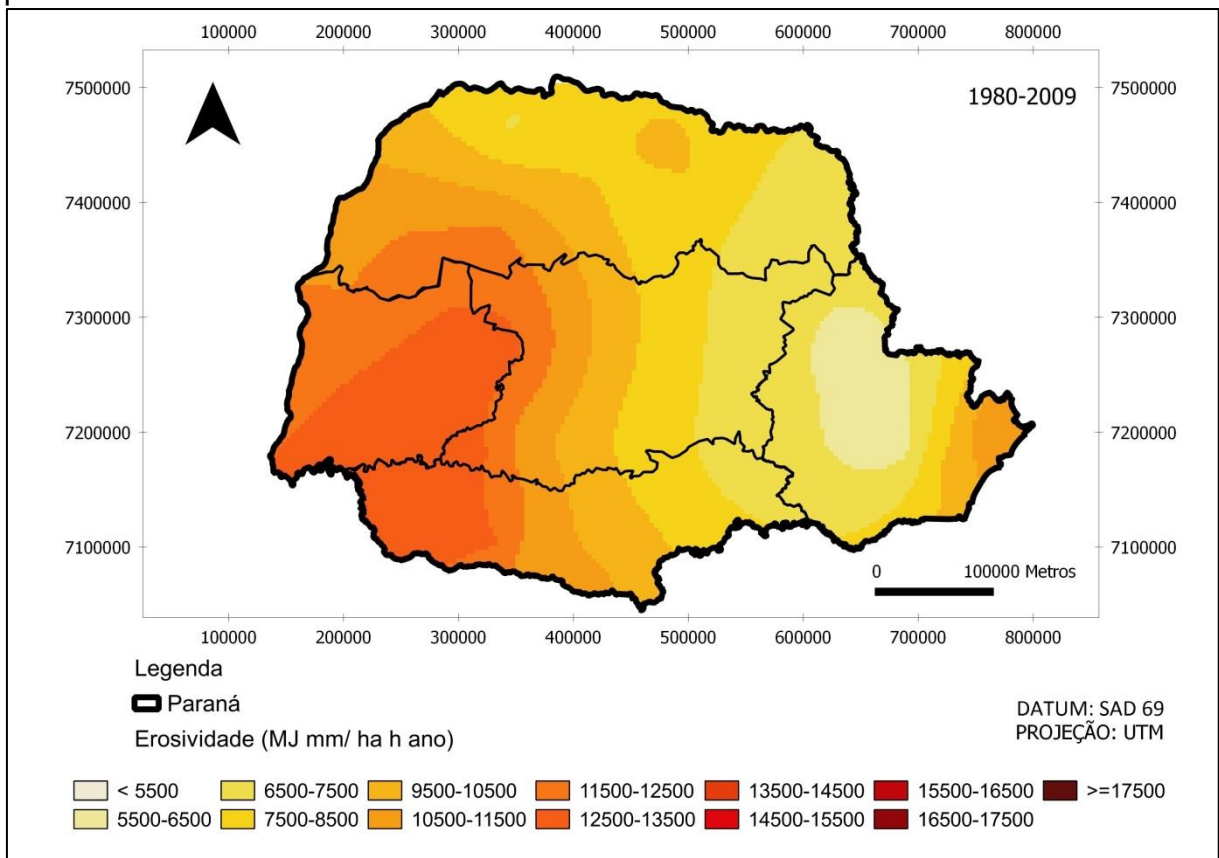 100000 200000 300000 400000 500000 600000 700000 800000
1980-2009
7500000 7500000
7400000 7400000
7300000 7300000
7200000 7200000
7100000 7100000
0 100000 Metros
100000 200000 300000 400000 500000 600000 700000 800000
Legenda
Paraná
Erosividade (MJ mm/ ha h ano)
DATUM: SAD 69
PROJEÇÃO: UTM
< 5500 6500-7500 9500-10500 11500-12500 13500-14500 15500-16500 >=17500
5500-6500 7500-8500 10500-11500 12500-13500 14500-15500 16500-17500